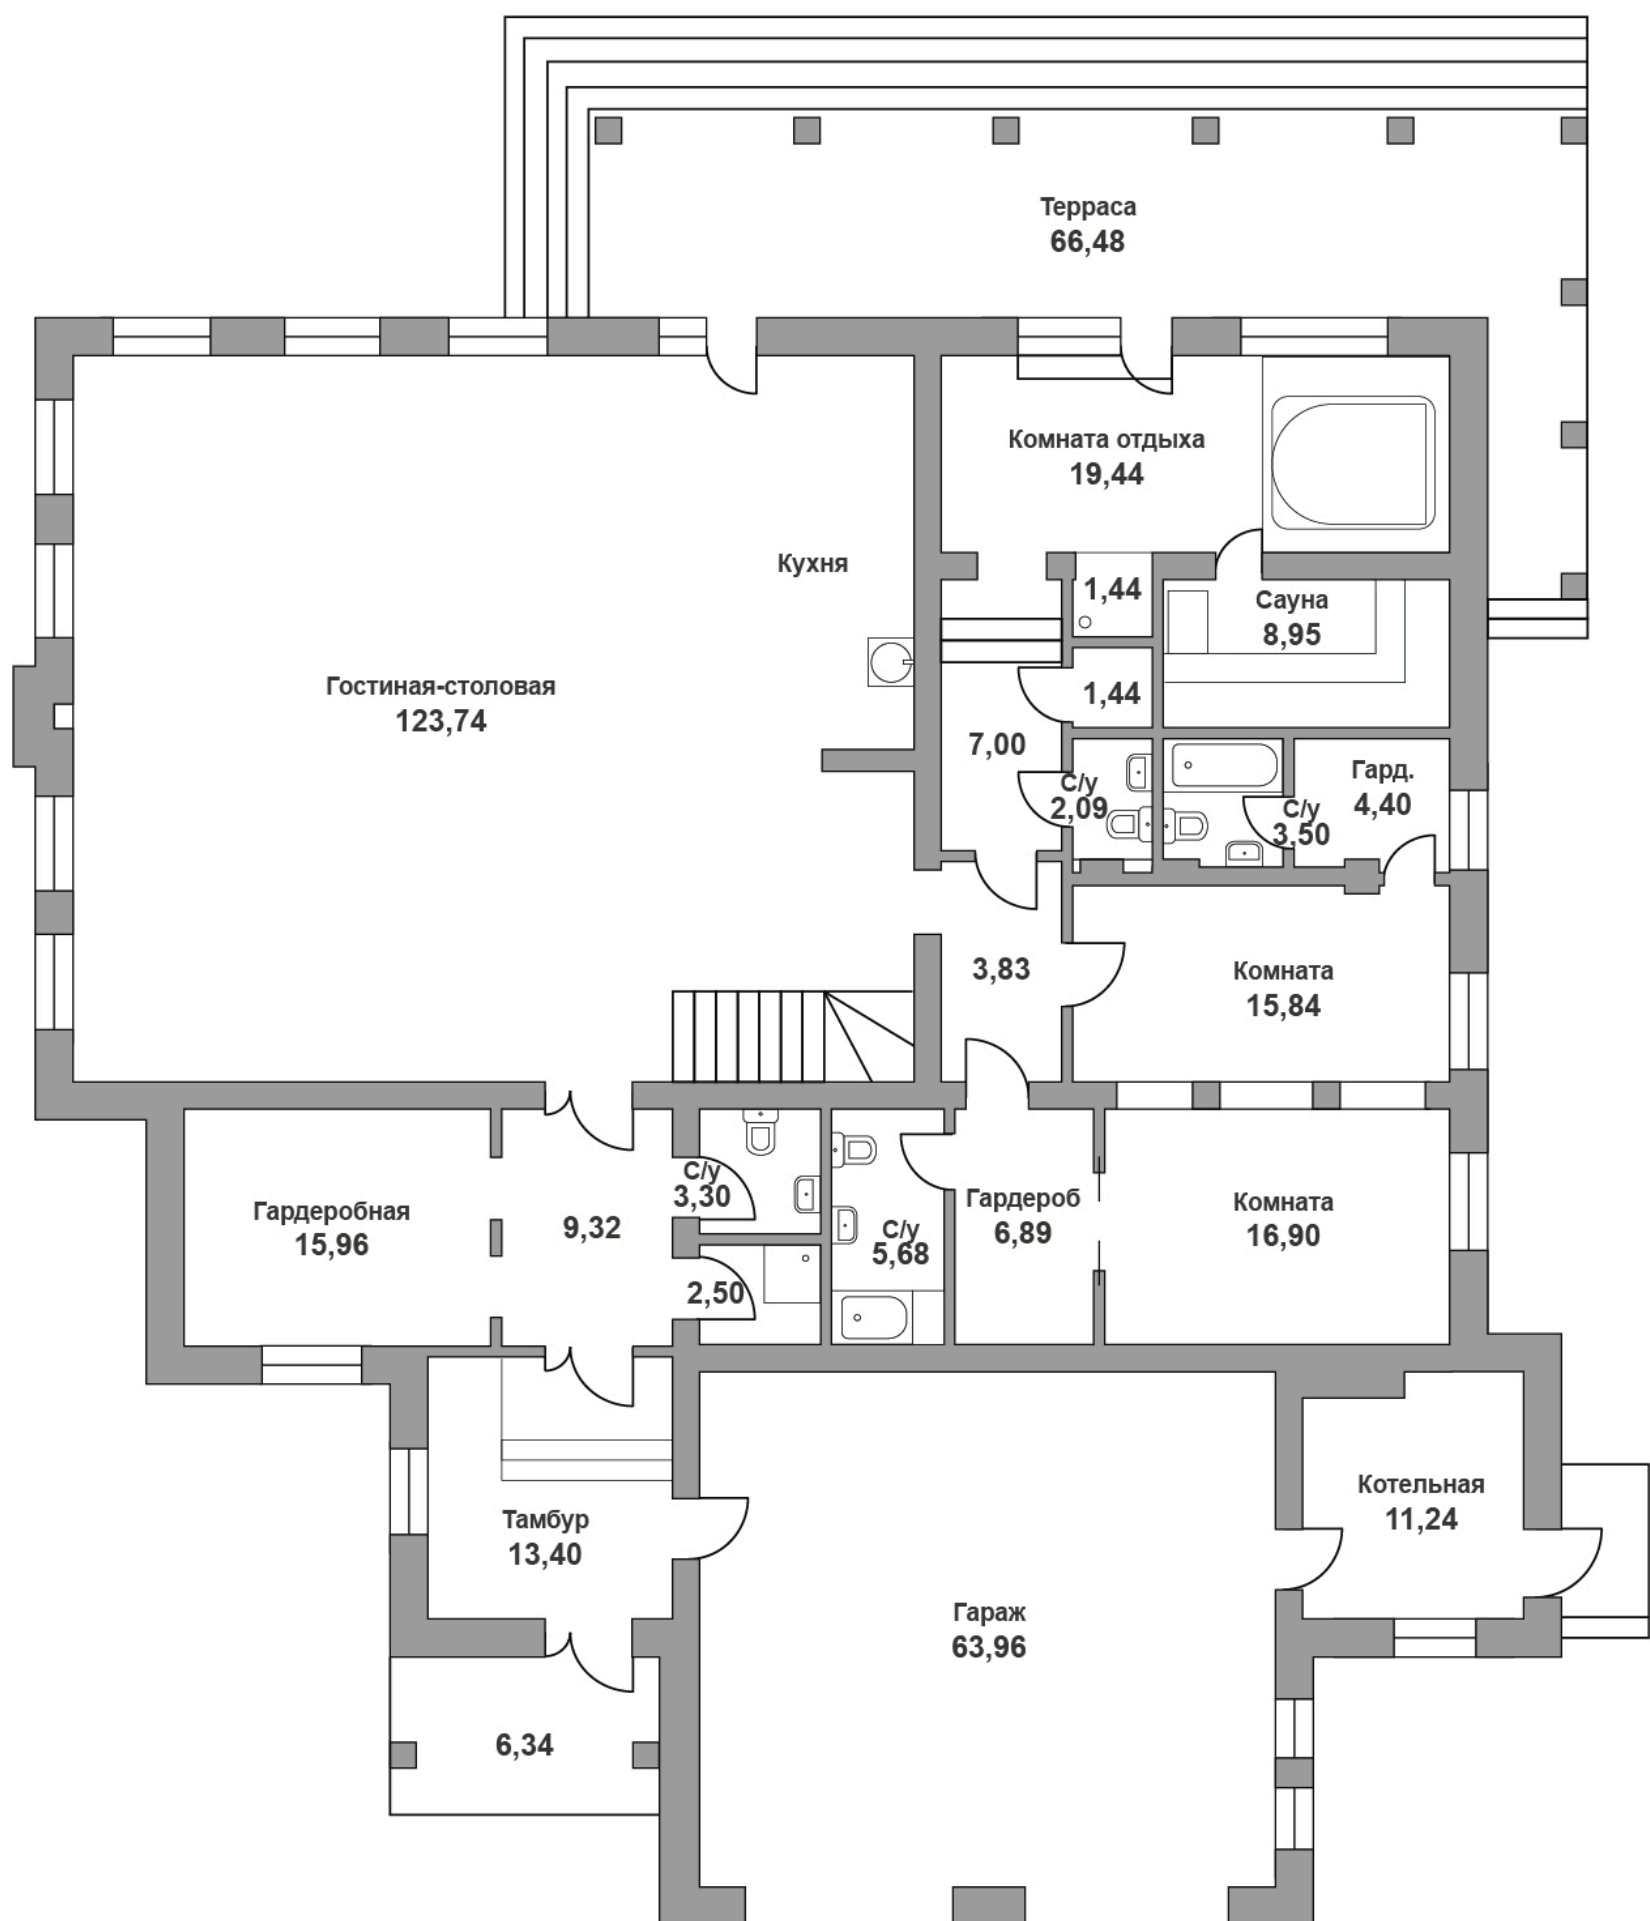 Терраса
66,48
Комната отдыха
19,44
Кухня
1,44
Сауна
8,95
Гостиная-столовая
123,74
1,44
7,00
С/у
2,09
Гард.
4,40
С/у
3,50
3,83
Комната
15,84
С/у
3,30
Гардеробная
15,96
9,32
С/у
5,68
Гардероб
6,89
Комната
16,90
2,50
Котельная
11,24
Тамбур
13,40
Гараж
63,96
6,34